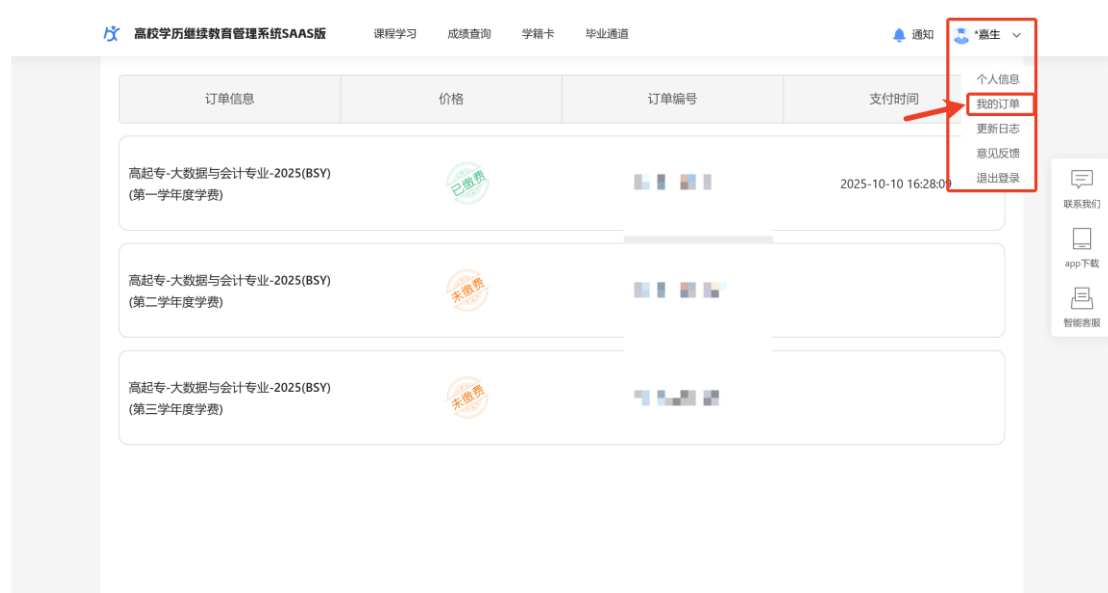 高校学历继续教育管理系统SAAS版 课程学习 成绩查询 学籍卡 毕业通道 通知 *嘉生
个人信息
我的订单
更新日志
意见反馈
退出登录
订单信息 价格 订单编号 支付时间
高起专-大数据与会计专业-2025(BSY)
(第一学年度学费)
已缴费
2025-10-10 16:28:09
高起专-大数据与会计专业-2025(BSY)
(第二学年度学费)
未缴费
高起专-大数据与会计专业-2025(BSY)
(第三学年度学费)
未缴费
联系我们
app下载
智能客服